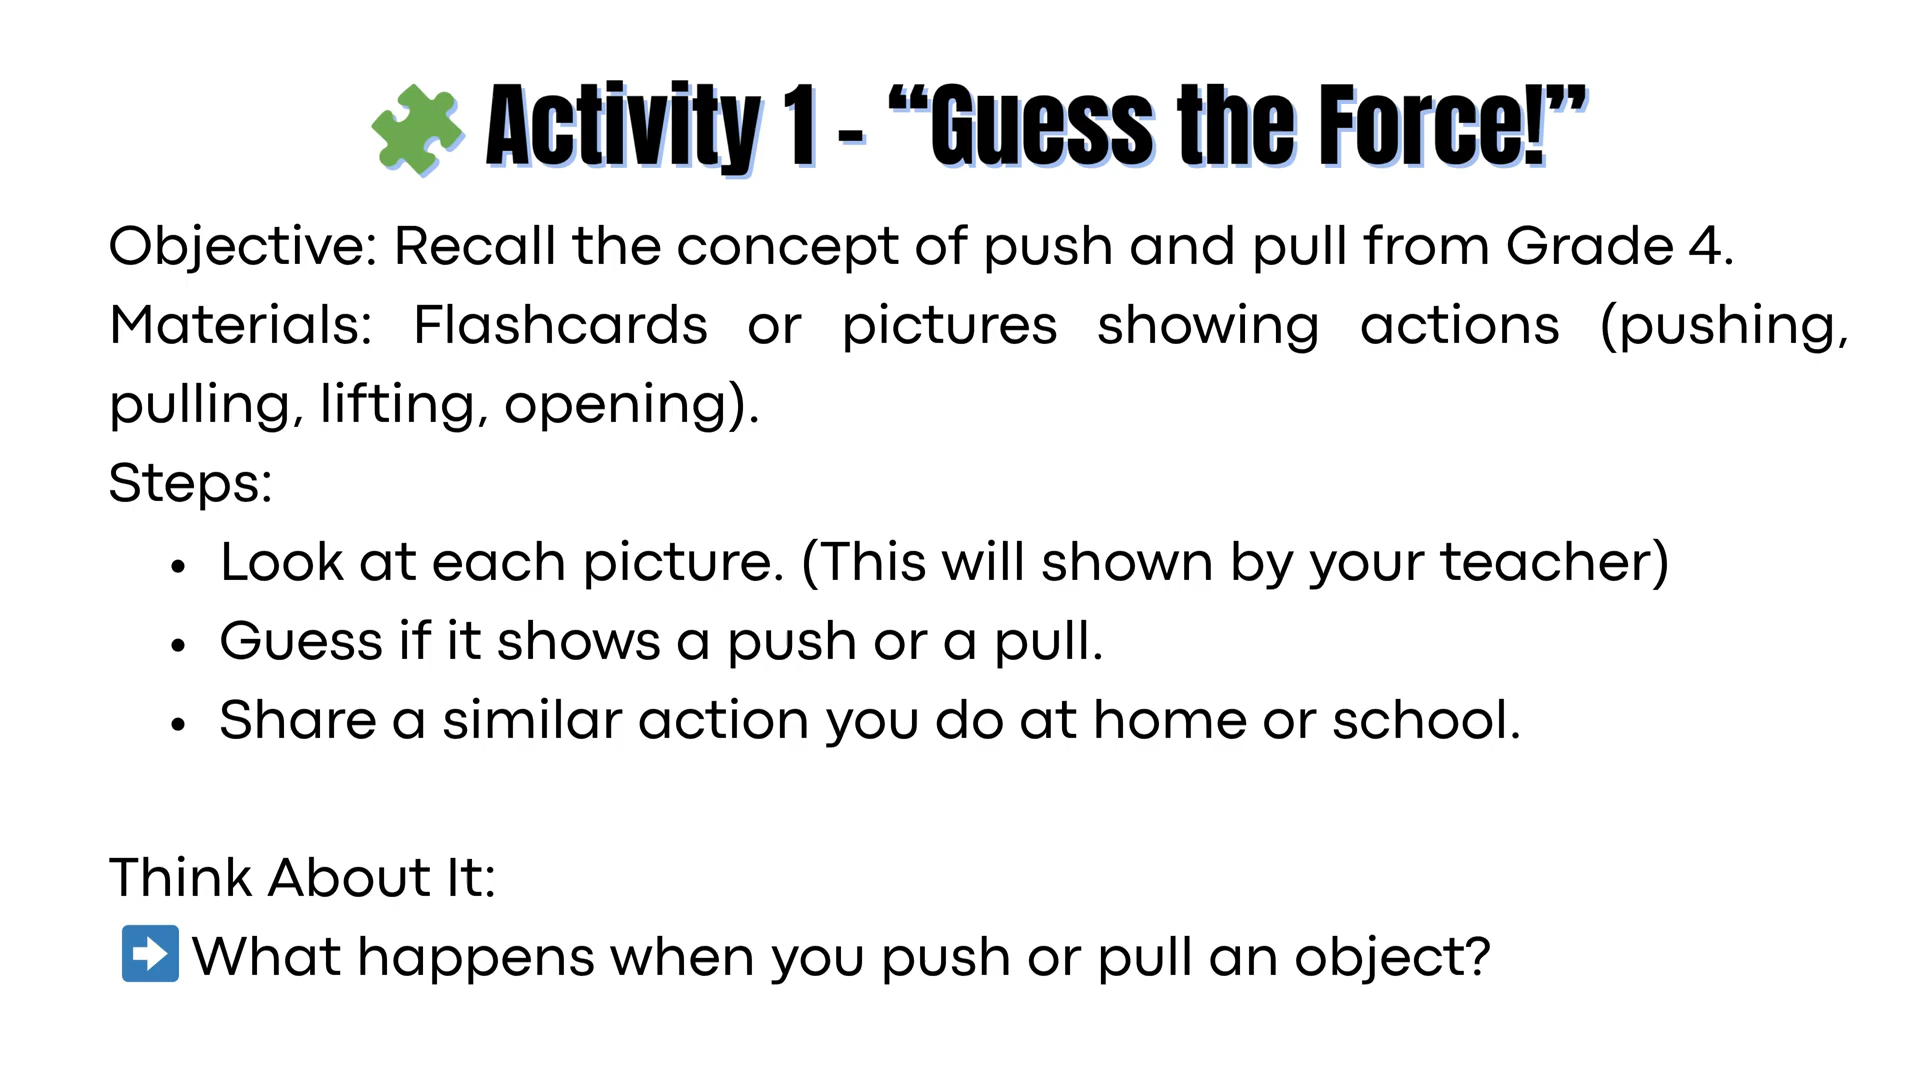 Activity 1 - “Guess the Force!”
Objective: Recall the concept of push and pull from Grade 4.
Materials: Flashcards or pictures showing actions (pushing,
pulling, lifting, opening).
Steps:
• Look at each picture. (This will shown by your teacher)
• Guess if it shows a push or a pull.
• Share a similar action you do at home or school.
Think About It:
➡ What happens when you push or pull an object?